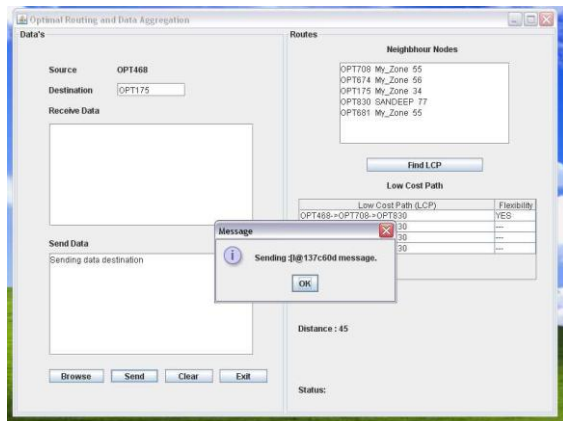 Optimal Routing and Data Aggregation
Data's
Source OPT468
Destination OPT175
Receive Data
Send Data
Sending data destination
Browse Send Clear Exit
Routes
Neighbhour Nodes
OPT708 My_Zone 55
OPT674 My_Zone 56
OPT175 My_Zone 34
OPT830 SANDEEP 77
OPT681 My_Zone 55
Find LCP
Low Cost Path
Low Cost Path (LCP) Flexibility
OPT468->OPT708->OPT830 YES
30 ---
30 ---
30 ---
Distance : 45
Status:
Message
Sending :[I@137c60d message.
OK